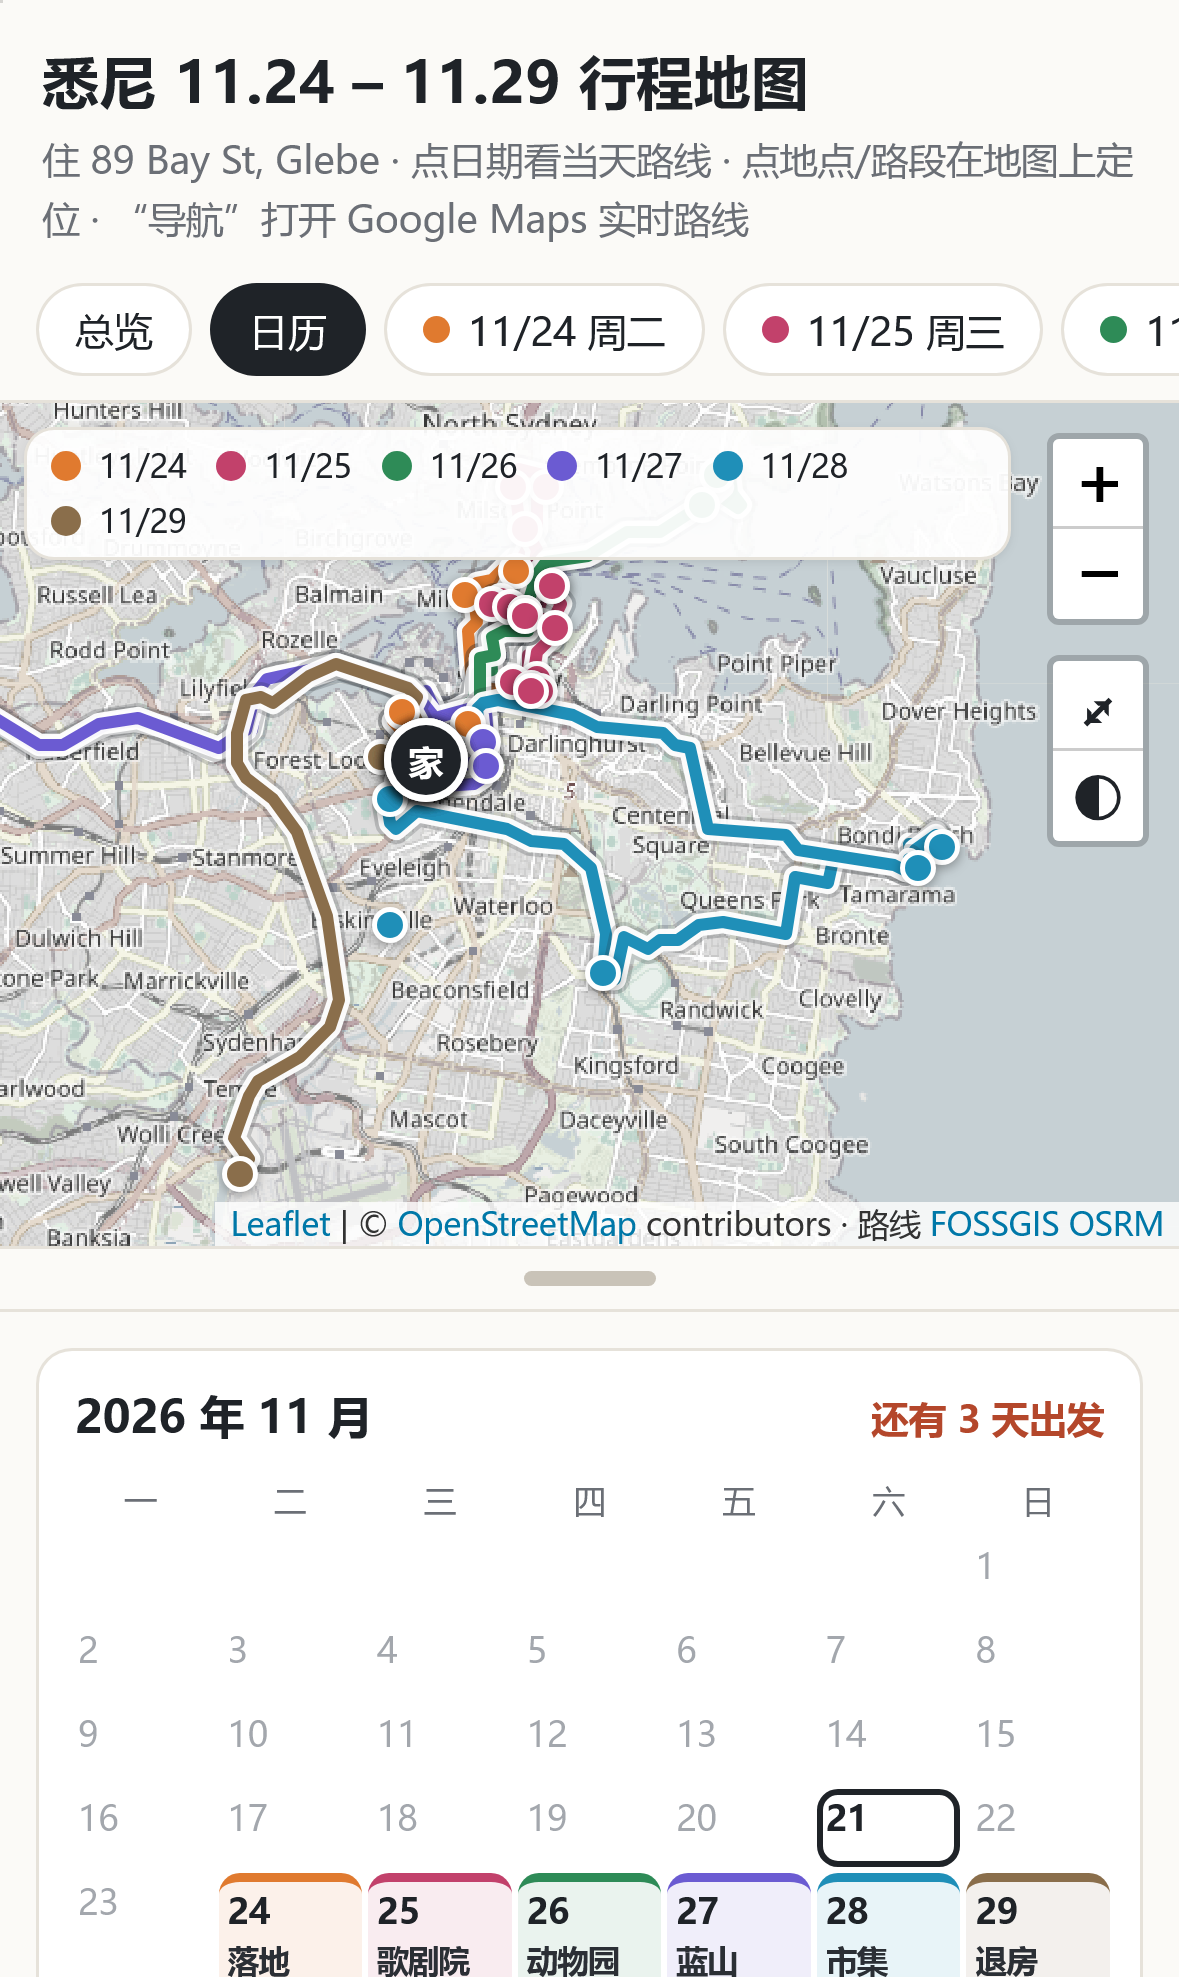 悉尼 11.24 – 11.29 行程地图
住 89 Bay St, Glebe · 点日期看当天路线 · 点地点/路段在地图上定
位 · “导航”打开 Google Maps 实时路线
总览
日历
11/24 周二
11/25 周三
Hunters Hill
North Sydney
11/24
11/25
11/26
11/27
11/28
11/29
Watsons Bay
Drummoyne
Birchgrove
+
−
Vaucluse
Russell Lea
Balmain
Rodd Point
Rozelle
Point Piper
Darling Point
Dover Heights
Darlinghurst
Bellevue Hill
家
Summer Hill
Stanmore
Eveleigh
Square
Waterloo
Tamarama
Dulwich Hill
Bronte
Marrickville
Beaconsfield
Clovelly
Randwick
Rosebery
Kingsford
Coogee
Mascot
Daceyville
South Coogee
Pagewood
Banksia
Leaflet | © OpenStreetMap contributors · 路线 FOSSGIS OSRM
2026 年 11 月
还有 3 天出发
一 二 三 四 五 六 日
1
2 3 4 5 6 7 8
9 10 11 12 13 14 15
16 17 18 19 20 21 22
23 24 25 26 27 28 29
落地 歌剧院 动物园 蓝山 市集 退房